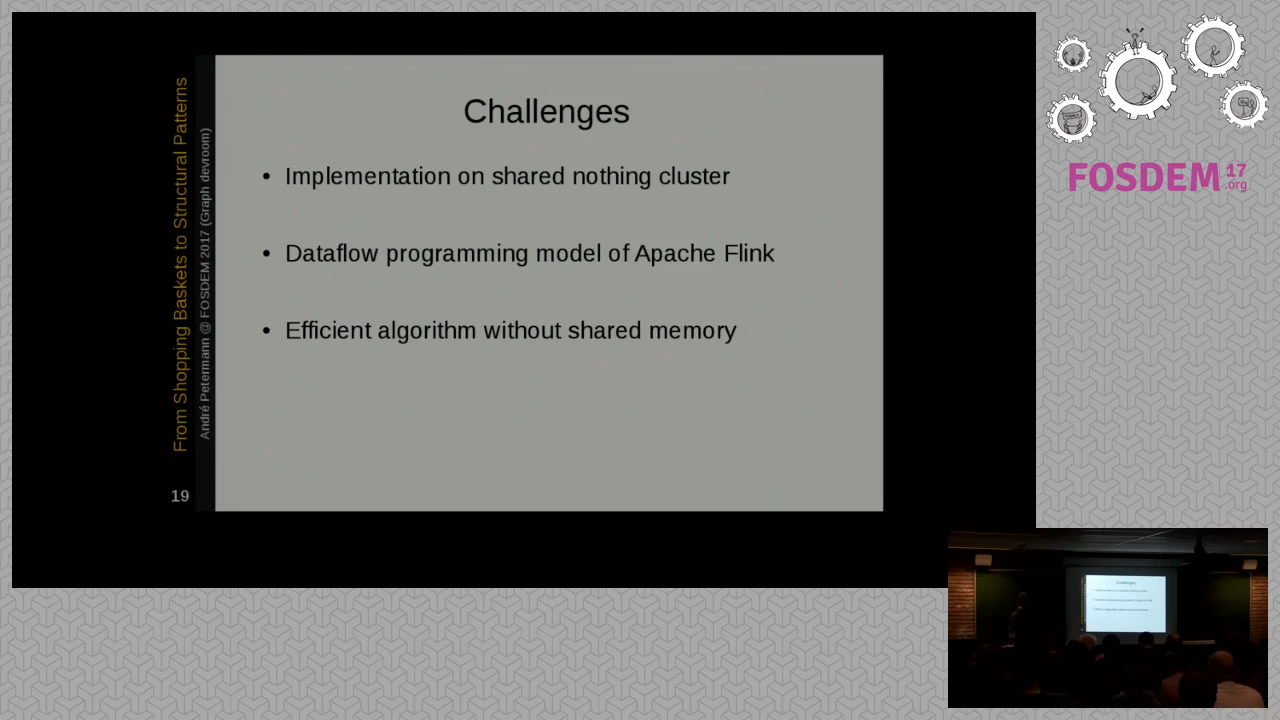 From Shopping Baskets to Structural Patterns
André Petermann @ FOSDEM 2017 (Graph devroom)
19
Challenges
• Implementation on shared nothing cluster
• Dataflow programming model of Apache Flink
• Efficient algorithm without shared memory
FOSDEM 17
.org
Challenges